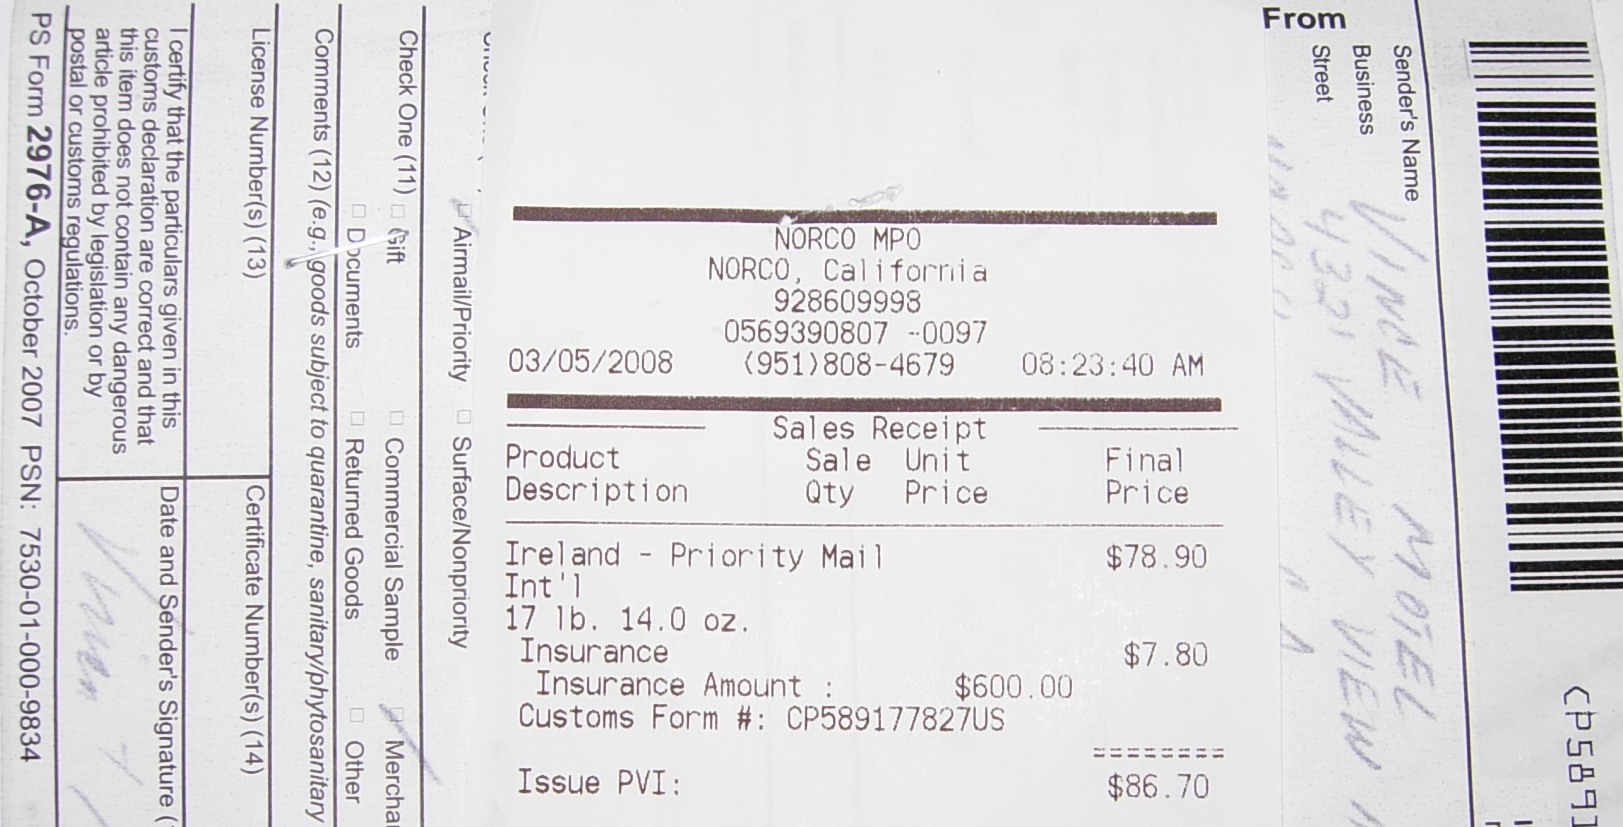 NORCO MPO
NORCO, California
928609998
0569390807 -0097
03/05/2008 (951)808-4679 08:23:40 AM
Sales Receipt
Product Sale Unit Final
Description Qty Price Price
Ireland - Priority Mail $78.90
Int'l
17 lb. 14.0 oz.
Insurance $7.80
Insurance Amount : $600.00
Customs Form #: CP589177827US
========
Issue PVI: $86.70
From
Sender's Name VINCE MOTEL
Business
Street 4321 VALLEY VIEW
Airmail/Priority Surface/Nonpriority
Check One (11) Gift Commercial Sample
Documents Returned Goods Other
Comments (12) (e.g., goods subject to quarantine, sanitary/phytosanitary
License Number(s) (13) Certificate Number(s) (14)
Date and Sender's Signature (
I certify that the particulars given in this
customs declaration are correct and that
this item does not contain any dangerous
article prohibited by legislation or by
postal or customs regulations.
PS Form 2976-A, October 2007 PSN: 7530-01-000-9834